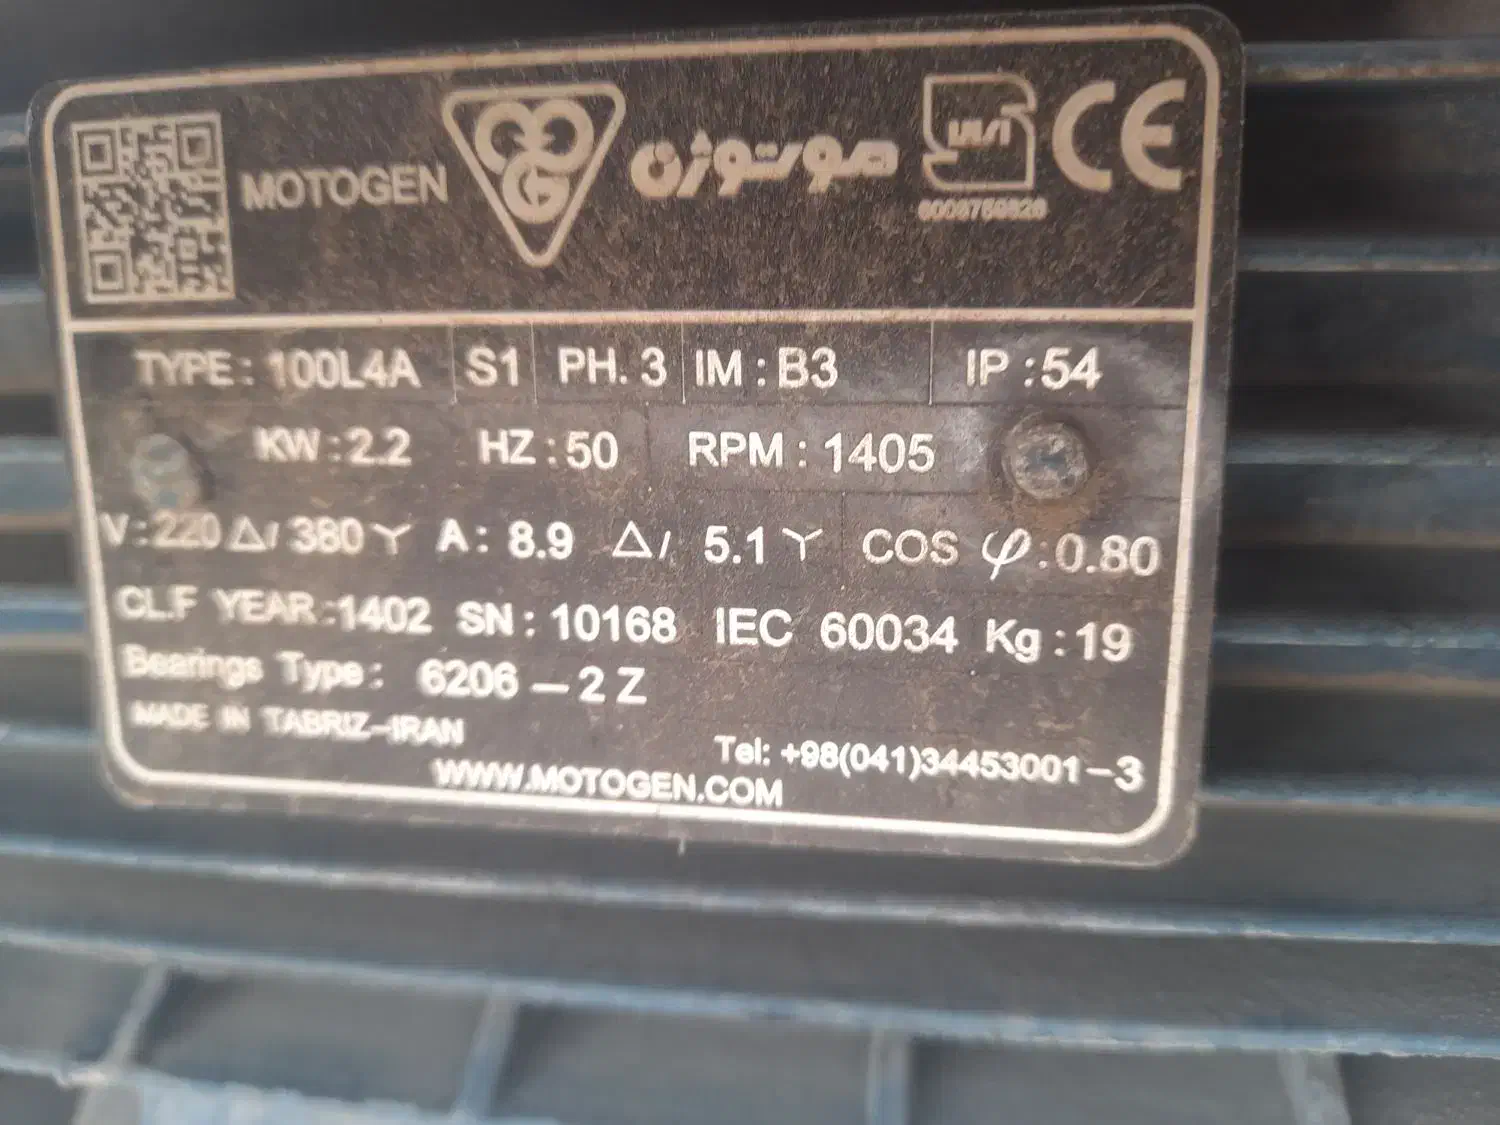 MOTOGEN موتوژن CE
TYPE: 100L4A S1 PH. 3 IM : B3 IP : 54
KW : 2.2 HZ : 50 RPM : 1405
V : 220 Δ/ 380 Y A : 8.9 Δ/ 5.1 Y COS φ : 0.80
CL.F YEAR : 1402 SN : 10168 IEC 60034 Kg : 19
Bearings Type : 6206 – 2 Z
MADE IN TABRIZ–IRAN
Tel: +98(041)34453001–3
WWW.MOTOGEN.COM